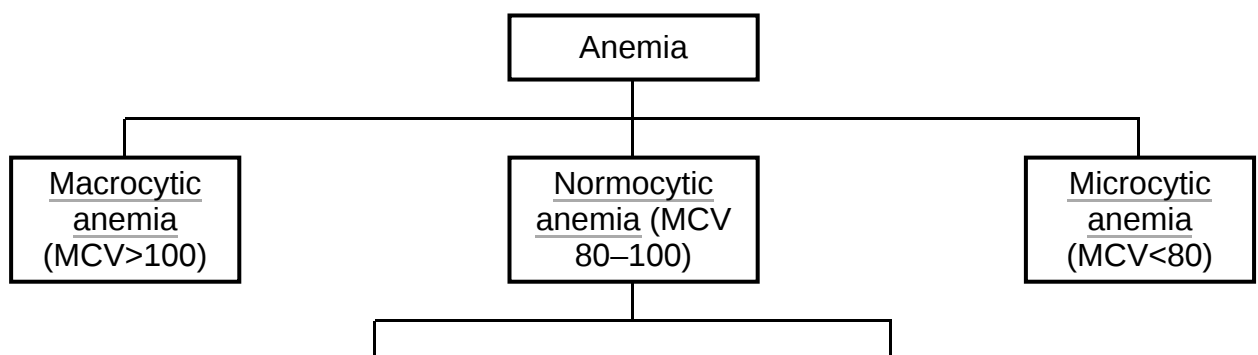 Anemia
Macrocytic
anemia
(MCV>100)
Normocytic
anemia (MCV
80–100)
Microcytic
anemia
(MCV<80)